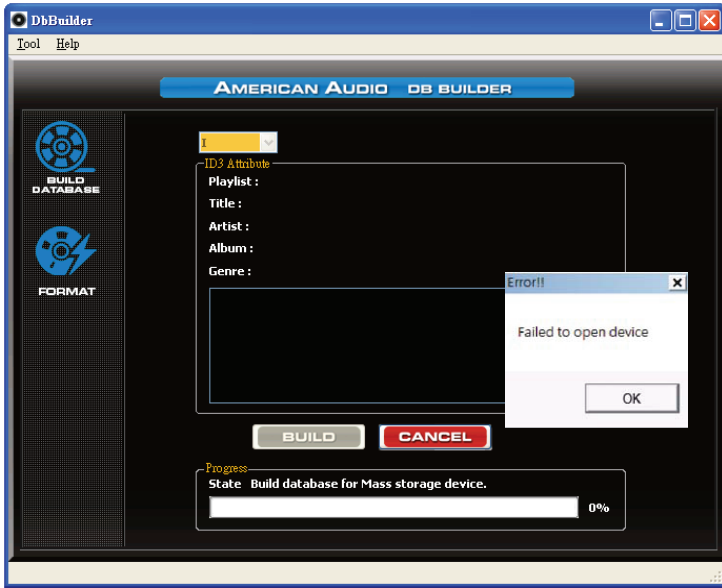 DbBuilder
Tool Help
AMERICAN AUDIO DB BUILDER
BUILD
DATABASE
FORMAT
I
ID3 Attribute
Playlist :
Title :
Artist :
Album :
Genre :
Error!!
Failed to open device
OK
BUILD CANCEL
Progress
State Build database for Mass storage device.
0%